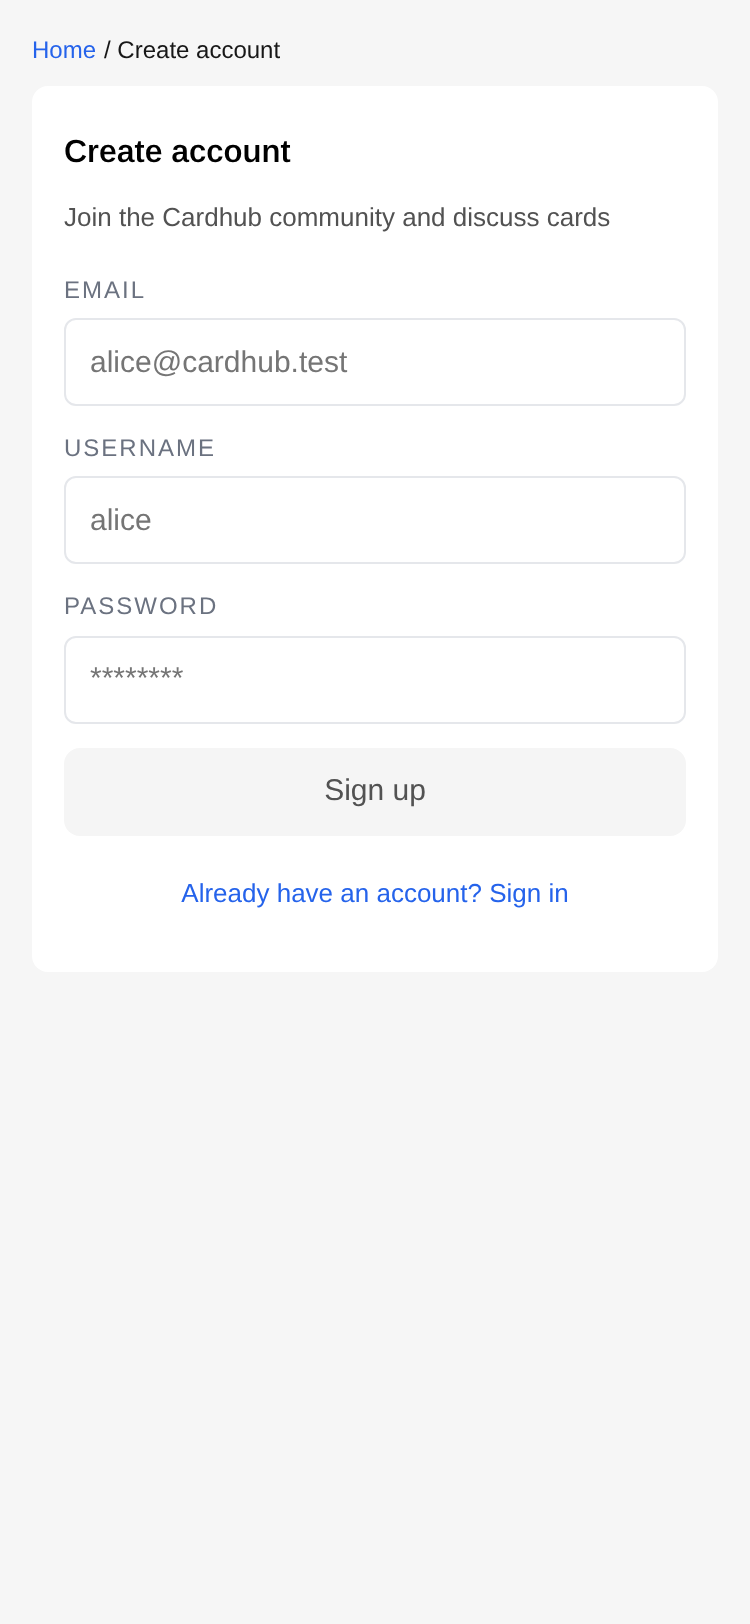 Home / Create account
Create account
Join the Cardhub community and discuss cards
EMAIL
alice@cardhub.test
USERNAME
alice
PASSWORD
********
Sign up
Already have an account? Sign in